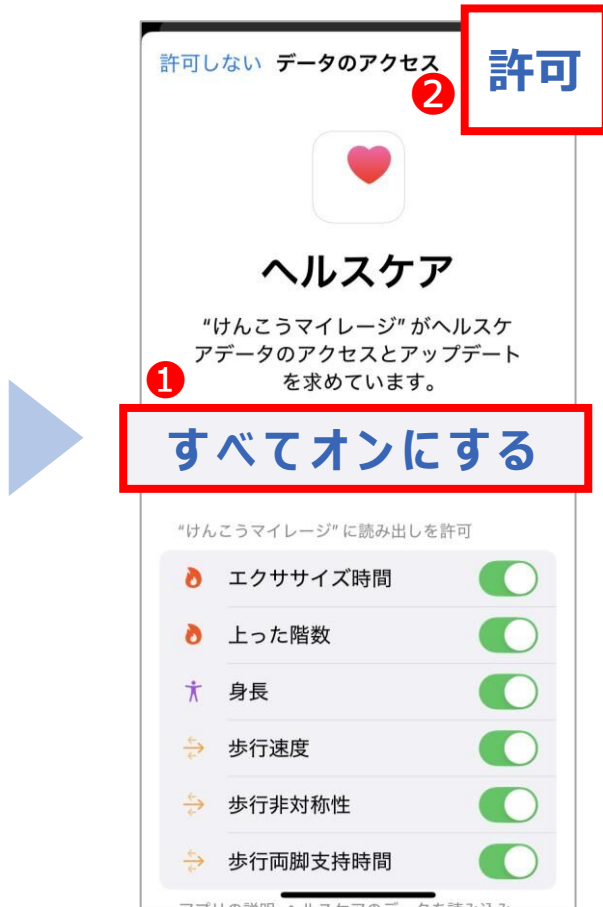 許可しない データのアクセス
❷
許可
ヘルスケア
“けんこうマイレージ” がヘルスケ
アデータのアクセスとアップデート
を求めています。
❶
すべてオンにする
“けんこうマイレージ” に読み出しを許可
エクササイズ時間
上った階数
身長
歩行速度
歩行非対称性
歩行両脚支持時間